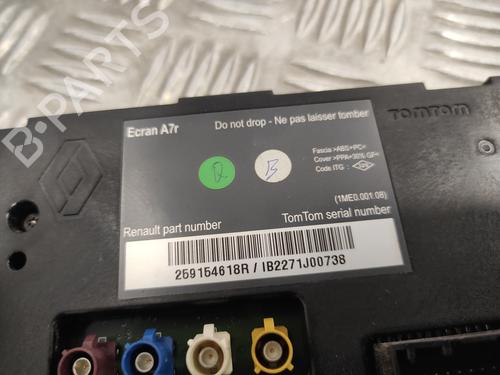 B-PARTS
TOMTOM
Ecran A7r
Do not drop - Ne pas laisser tomber
Fascia >ABS+PC<
Cover >PPA+30% GF<
Code ITG :
Q
B
(1ME0.001.08)
Renault part number
TomTom serial number
259154618R / IB2271J00738